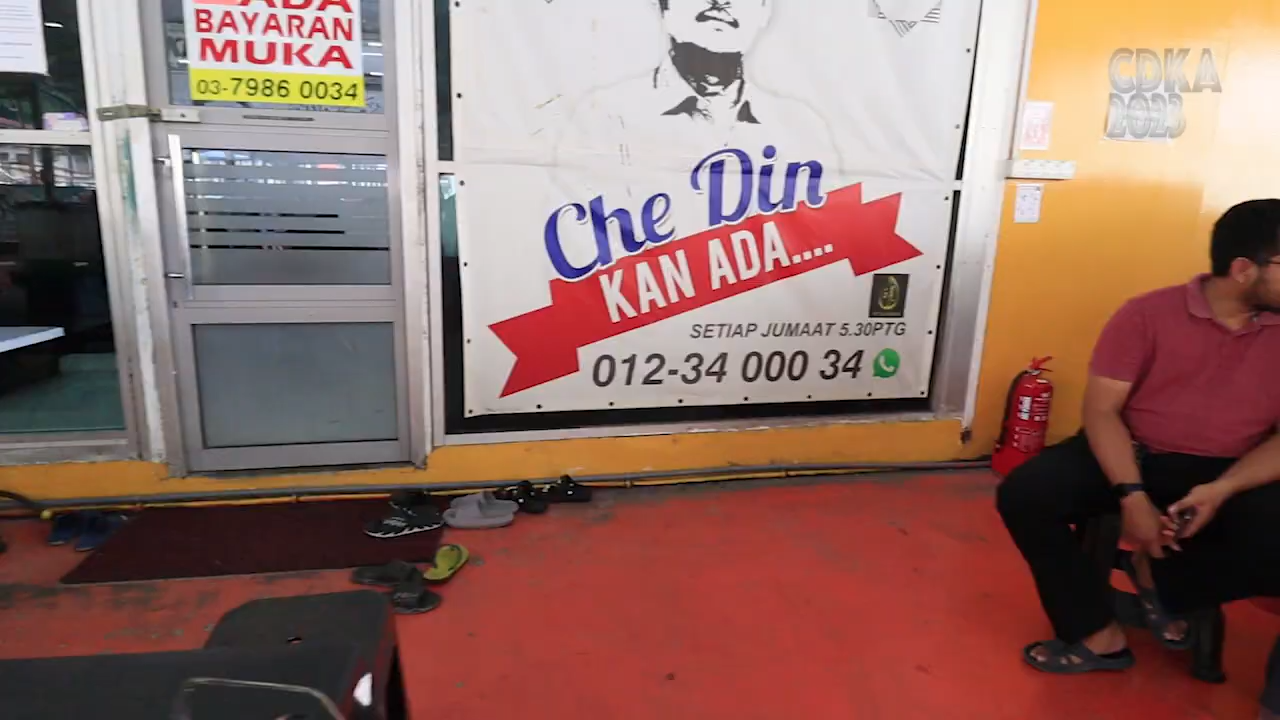 ADA
BAYARAN
MUKA
03-7986 0034
CDKA
2023
Che Din
KAN ADA....
SETIAP JUMAAT 5.30PTG
012-34 000 34